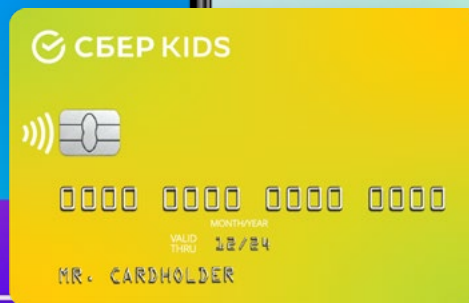 СБЕР KIDS
0000 0000 0000 0000
MONTH/YEAR
VALID
THRU 12/24
MR. CARDHOLDER